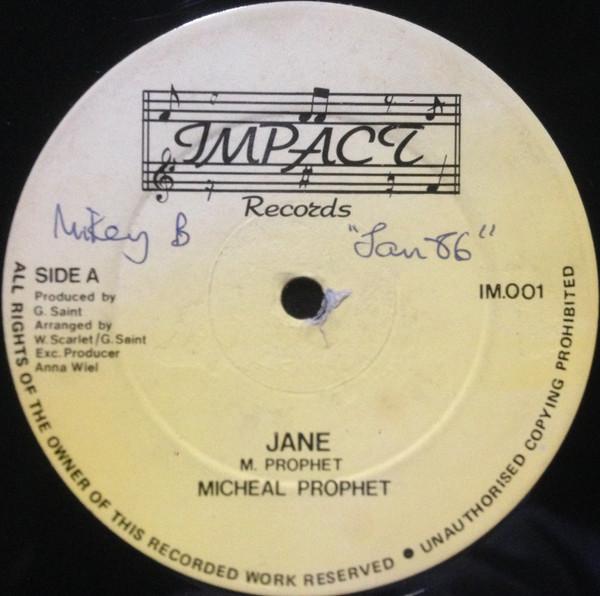 IMPACT
Records
Mikey B
"Jan 86"
SIDE A
IM.001
Produced by
G. Saint
Arranged by
W. Scarlet/G. Saint
Exc. Producer
Anna Wiel
JANE
M. PROPHET
MICHEAL PROPHET
ALL RIGHTS OF THE OWNER OF THIS RECORDED WORK RESERVED ● UNAUTHORISED COPYING PROHIBITED